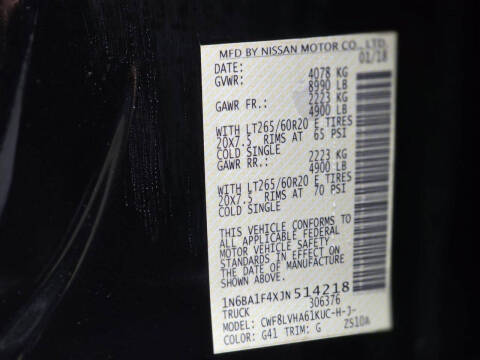 MFD BY NISSAN MOTOR CO., LTD.
DATE: 01/18
GVWR: 4078 KG
8990 LB
GAWR FR.: 2223 KG
4900 LB
WITH LT265/60R20 E TIRES
20X7.5 RIMS AT 65 PSI
COLD SINGLE
GAWR RR.: 2223 KG
4900 LB
WITH LT265/60R20 E TIRES
20X7.5 RIMS AT 70 PSI
COLD SINGLE
THIS VEHICLE CONFORMS TO
ALL APPLICABLE FEDERAL
MOTOR VEHICLE SAFETY
STANDARDS IN EFFECT ON
THE DATE OF MANUFACTURE
SHOWN ABOVE.
1N6BA1F4XJN514218
TRUCK 306376
MODEL: CWF8LVHA61KUC-H-J-
COLOR: G41 TRIM: G ZS10A